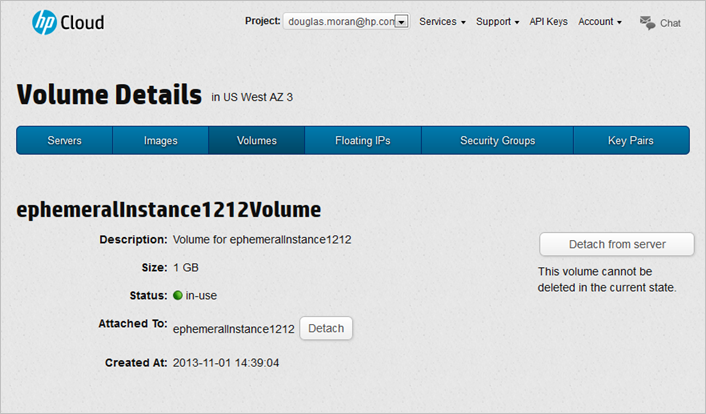 hp Cloud
Project: douglas.moran@hp.con Services Support API Keys Account Chat
Volume Details in US West AZ 3
Servers Images Volumes Floating IPs Security Groups Key Pairs
ephemeralInstance1212Volume
Description: Volume for ephemeralInstance1212
Detach from server
Size: 1 GB
This volume cannot be
deleted in the current state.
Status: in-use
Attached To: ephemeralInstance1212 Detach
Created At: 2013-11-01 14:39:04